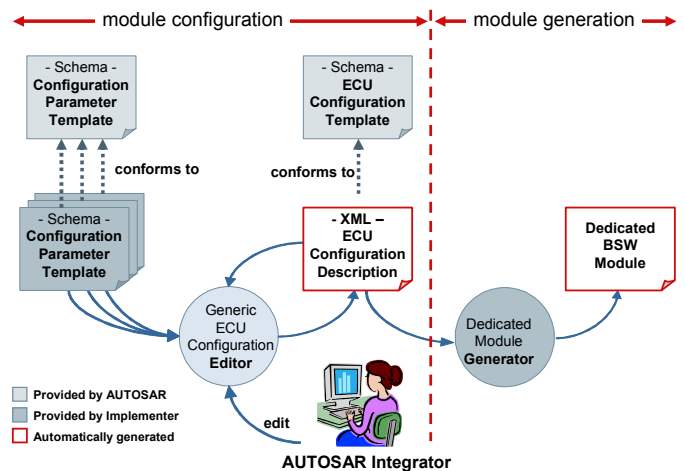 module configuration
module generation
- Schema -
Configuration
Parameter
Template
- Schema -
ECU
Configuration
Template
conforms to
conforms to
- Schema -
Configuration
Parameter
Template
- XML –
ECU
Configuration
Description
Dedicated
BSW
Module
Generic
ECU
Configuration
Editor
Dedicated
Module
Generator
Provided by AUTOSAR
Provided by Implementer
Automatically generated
edit
AUTOSAR Integrator